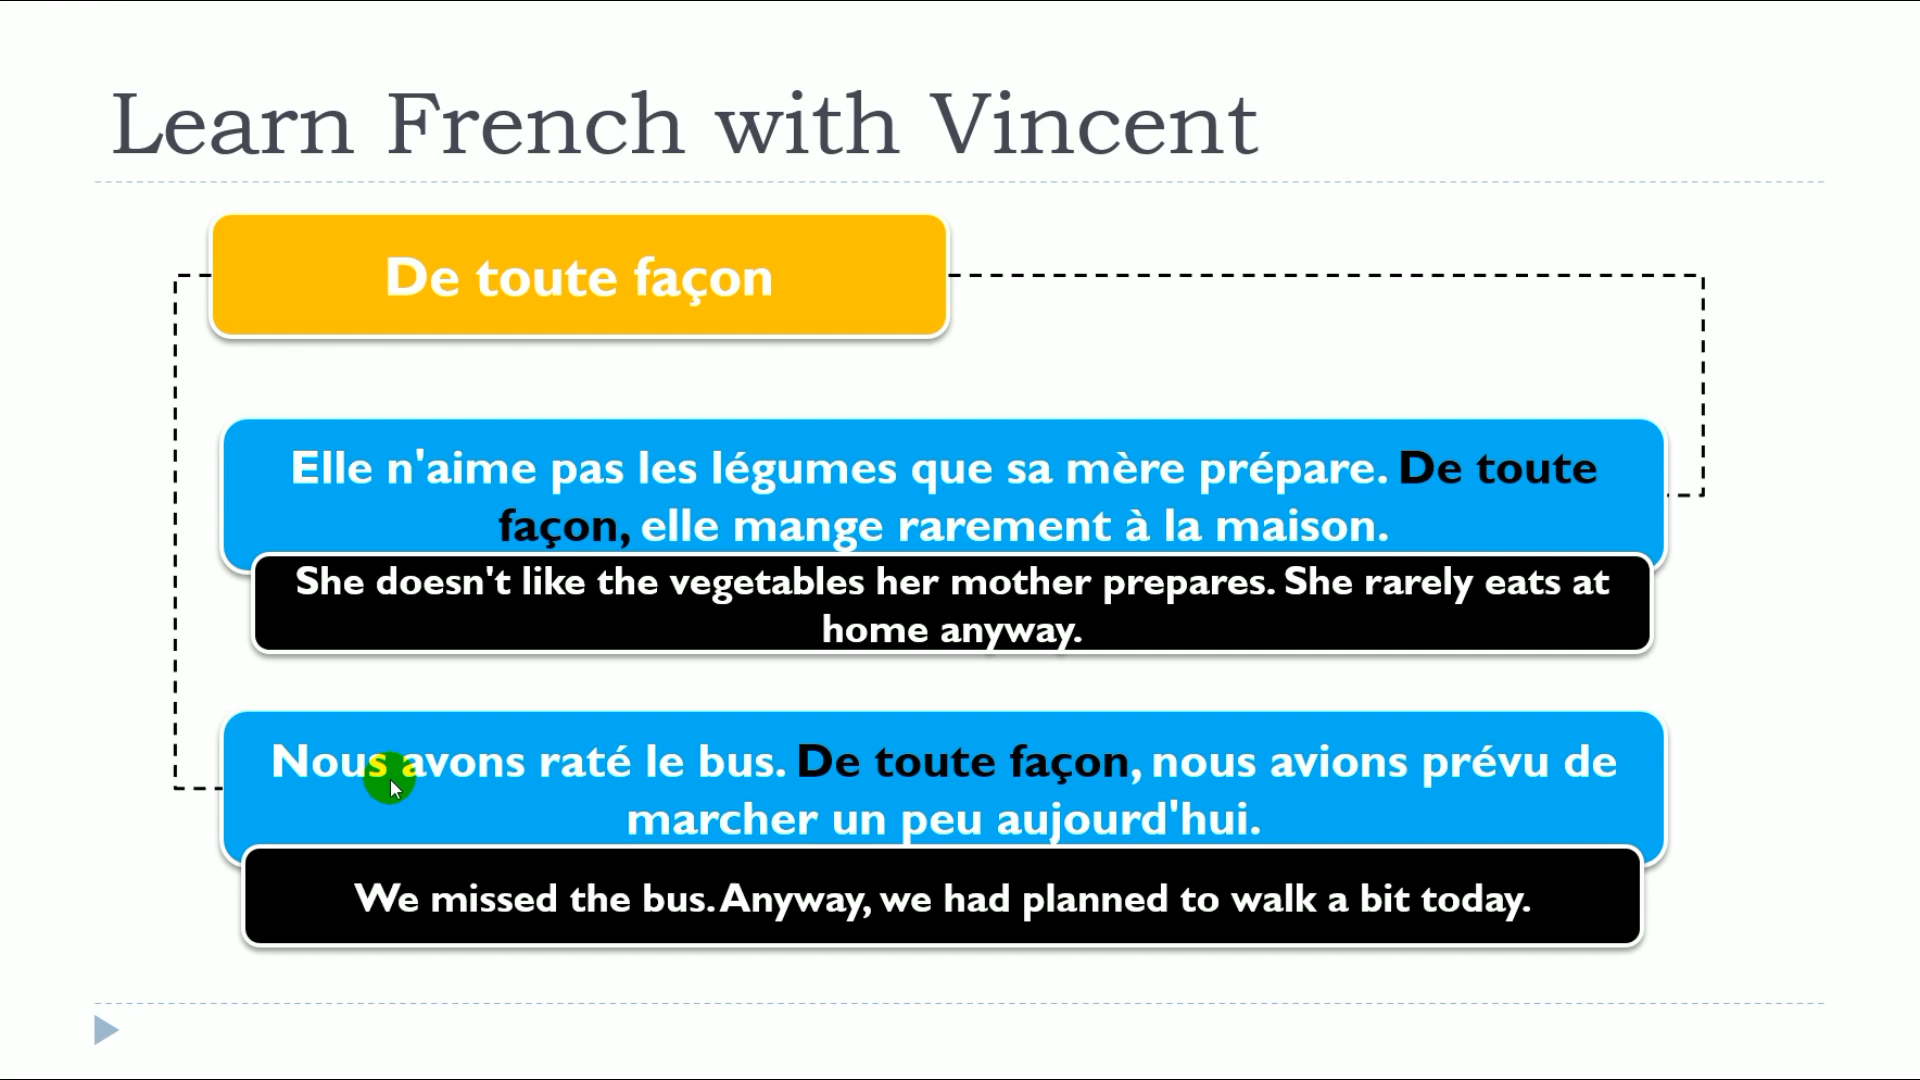 Learn French with Vincent
De toute façon
Elle n'aime pas les légumes que sa mère prépare. De toute
façon, elle mange rarement à la maison.
She doesn't like the vegetables her mother prepares. She rarely eats at
home anyway.
Nous avons raté le bus. De toute façon, nous avions prévu de
marcher un peu aujourd'hui.
We missed the bus. Anyway, we had planned to walk a bit today.